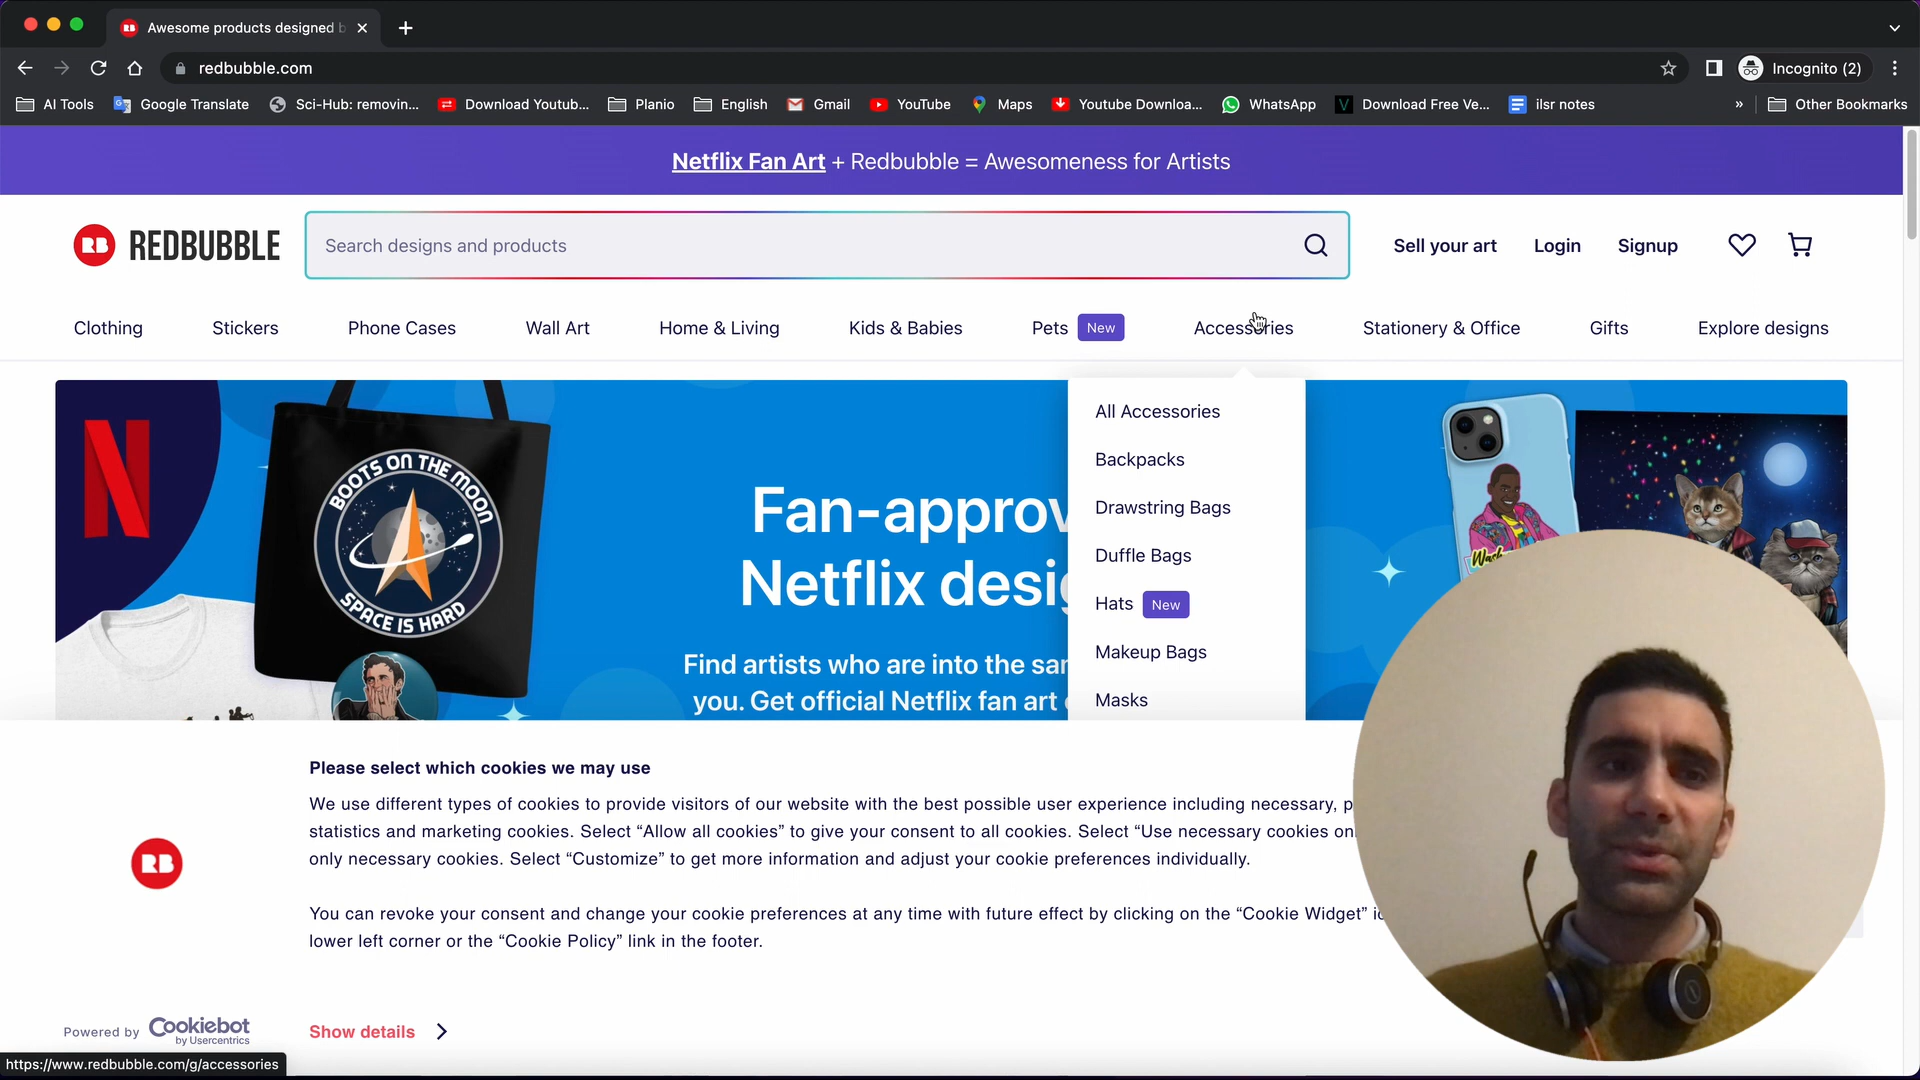 Awesome products designed b
redbubble.com
Incognito (2)
AI Tools
Google Translate
Sci-Hub: removin...
Download Youtub...
Planio
English
Gmail
YouTube
Maps
Youtube Downloa...
WhatsApp
Download Free Ve...
ilsr notes
»
Other Bookmarks
Netflix Fan Art + Redbubble = Awesomeness for Artists
RB REDBUBBLE
Search designs and products
Sell your art
Login
Signup
Clothing
Stickers
Phone Cases
Wall Art
Home & Living
Kids & Babies
Pets New
Accessories
Stationery & Office
Gifts
Explore designs
All Accessories
Backpacks
Drawstring Bags
Duffle Bags
Hats New
Makeup Bags
Masks
N
BOOTS ON THE MOON
SPACE IS HARD
Fan-approv
Netflix desig
Find artists who are into the sar
you. Get official Netflix fan art
Please select which cookies we may use
We use different types of cookies to provide visitors of our website with the best possible user experience including necessary, p
statistics and marketing cookies. Select “Allow all cookies” to give your consent to all cookies. Select “Use necessary cookies on
only necessary cookies. Select “Customize” to get more information and adjust your cookie preferences individually.
You can revoke your consent and change your cookie preferences at any time with future effect by clicking on the “Cookie Widget” ic
lower left corner or the “Cookie Policy” link in the footer.
RB
Powered by Cookiebot
by Usercentrics
Show details
https://www.redbubble.com/g/accessories